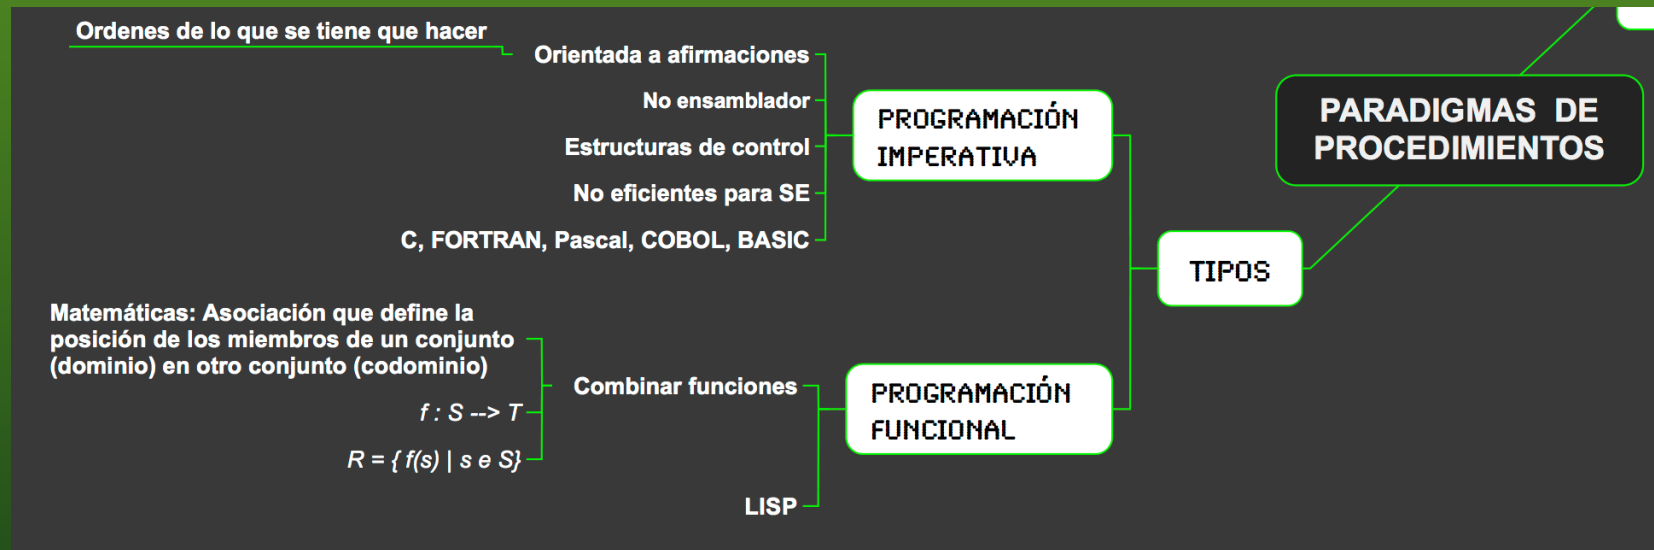 PARADIGMAS DE
PROCEDIMIENTOS
TIPOS
PROGRAMACIÓN
IMPERATIVA
Orientada a afirmaciones
Ordenes de lo que se tiene que hacer
No ensamblador
Estructuras de control
No eficientes para SE
C, FORTRAN, Pascal, COBOL, BASIC
PROGRAMACIÓN
FUNCIONAL
Combinar funciones
Matemáticas: Asociación que define la
posición de los miembros de un conjunto
(dominio) en otro conjunto (codominio)
f : S --> T
R = { f(s) | s e S}
LISP